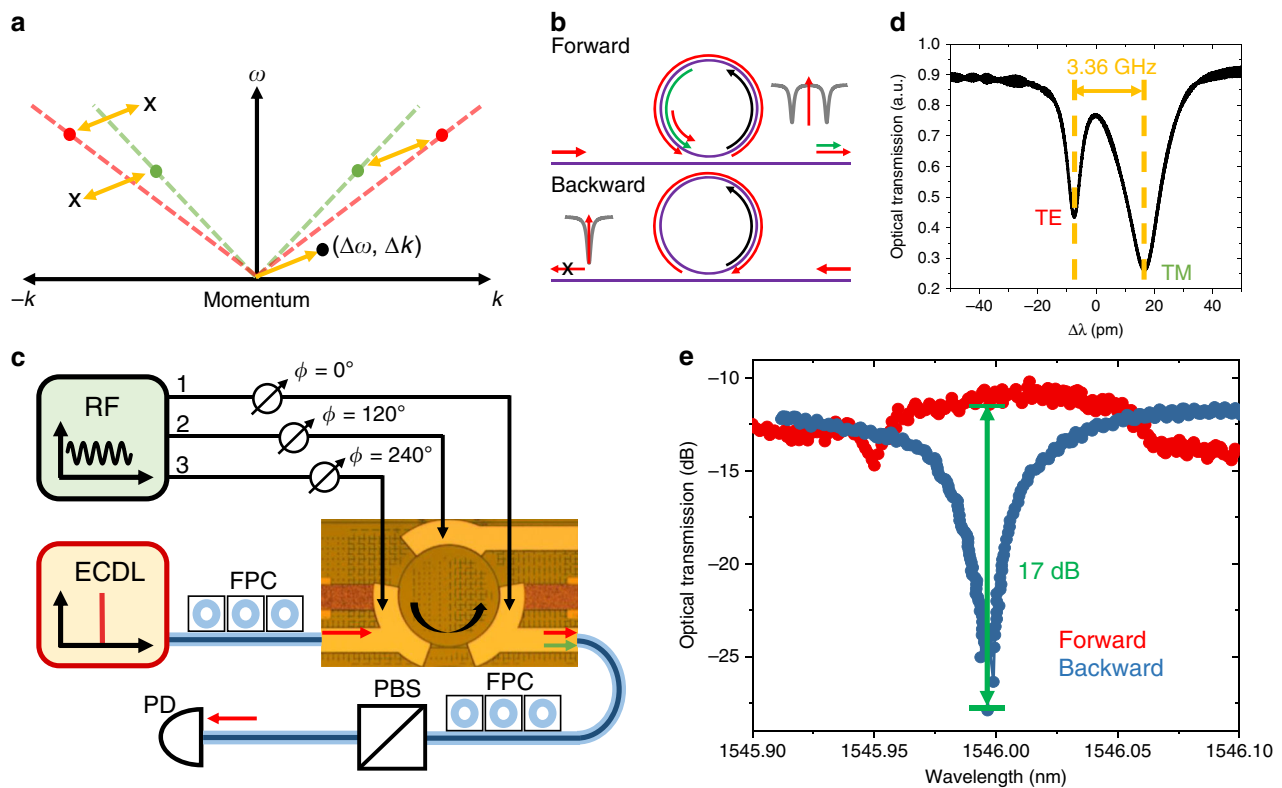 a
ω
x
x
(Δω, Δk)
–k
Momentum
k
b
Forward
Backward
x
c
RF
1
2
3
ϕ = 0°
ϕ = 120°
ϕ = 240°
ECDL
FPC
FPC
PBS
PD
d
Optical transmission (a.u.)
1.0
0.9
0.8
0.7
0.6
0.5
0.4
0.3
0.2
3.36 GHz
TE
TM
–40
–20
0
20
40
Δλ (pm)
e
Optical transmission (dB)
–10
–15
–20
–25
17 dB
Forward
Backward
1545.90
1545.95
1546.00
1546.05
1546.10
Wavelength (nm)